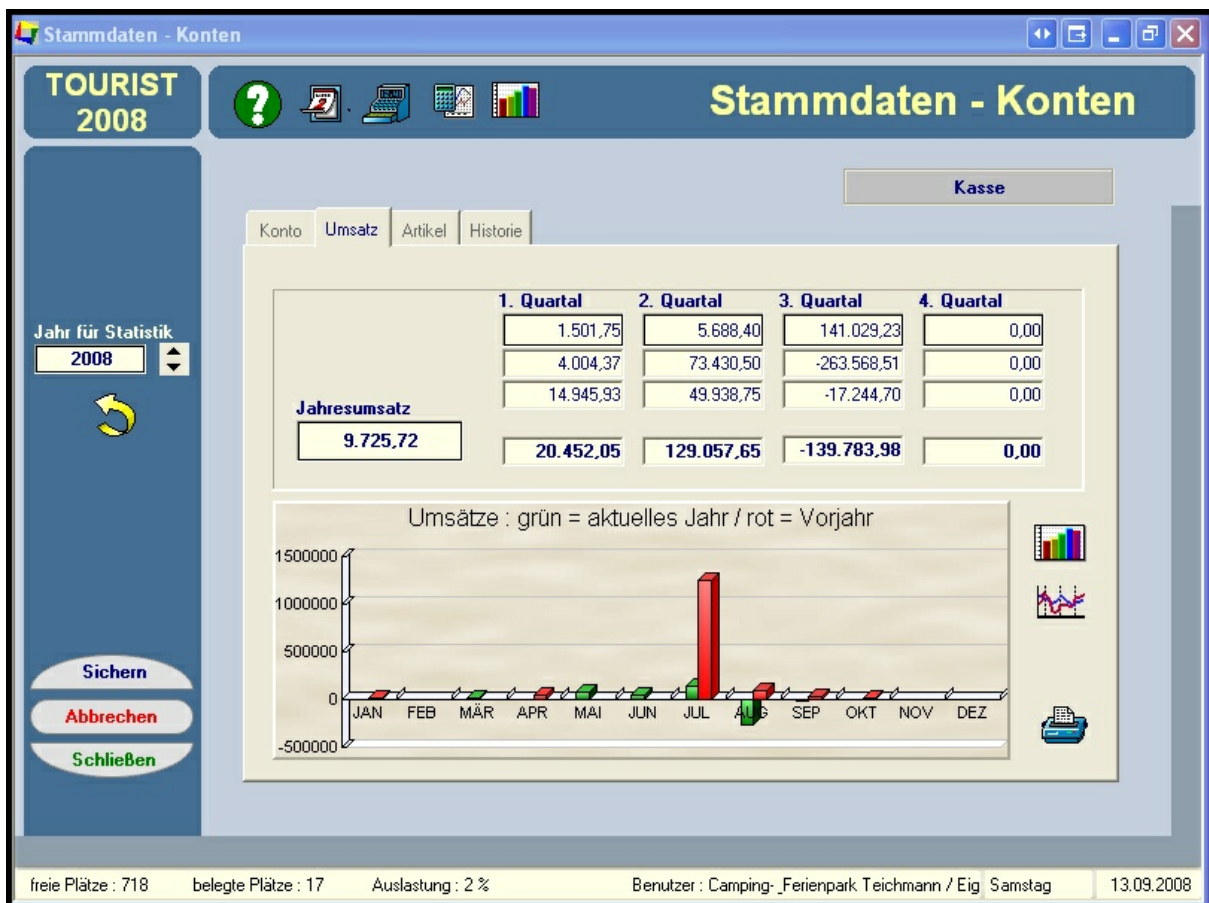 Stammdaten - Konten
TOURIST
2008
Stammdaten - Konten
Kasse
Konto Umsatz Artikel Historie
Jahr für Statistik
2008
1. Quartal 2. Quartal 3. Quartal 4. Quartal
1.501,75 5.688,40 141.029,23 0,00
4.004,37 73.430,50 -263.568,51 0,00
14.945,93 49.938,75 -17.244,70 0,00
Jahresumsatz
9.725,72
20.452,05 129.057,65 -139.783,98 0,00
Umsätze : grün = aktuelles Jahr / rot = Vorjahr
1500000
1000000
500000
0
-500000
JAN FEB MÄR APR MAI JUN JUL AUG SEP OKT NOV DEZ
Sichern
Abbrechen
Schließen
freie Plätze : 718 belegte Plätze : 17 Auslastung : 2 % Benutzer : Camping-_Ferienpark Teichmann / Eig Samstag 13.09.2008